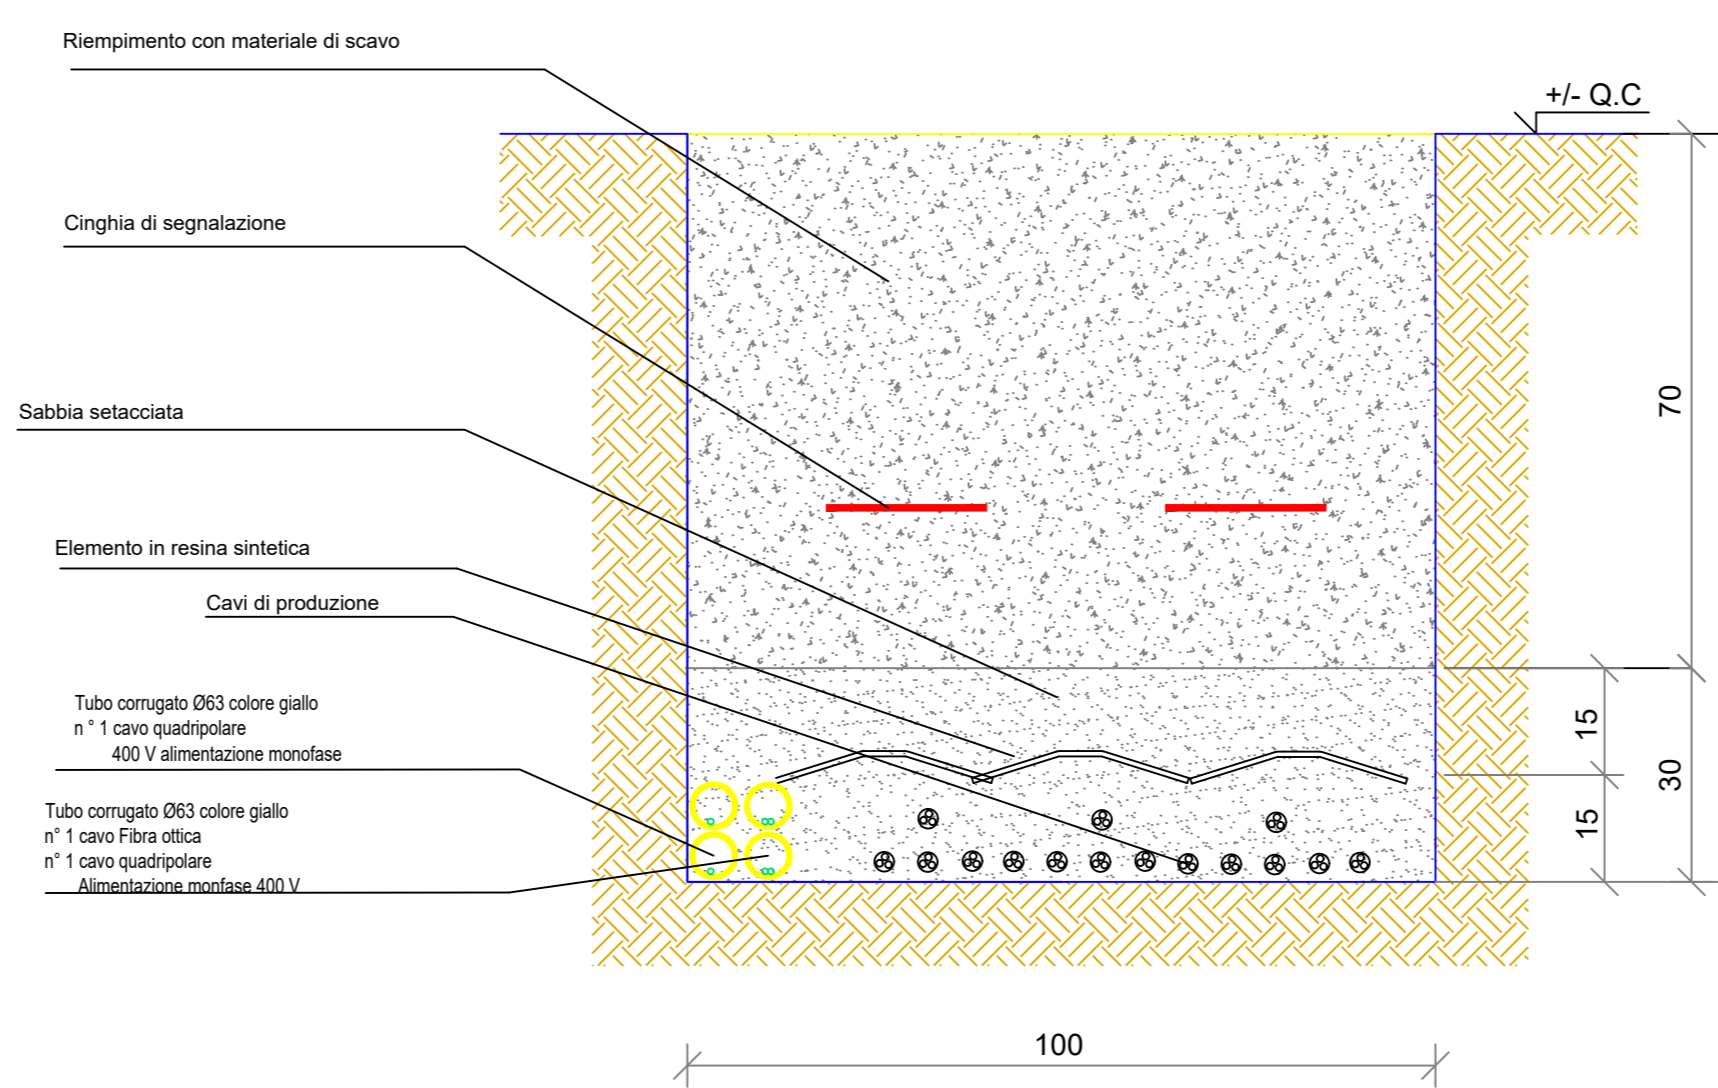 Riempimento con materiale di scavo
+/- Q.C
Cinghia di segnalazione
70
Sabbia setacciata
Elemento in resina sintetica
Cavi di produzione
Tubo corrugato Ø63 colore giallo
n ° 1 cavo quadripolare
400 V alimentazione monofase
15
30
Tubo corrugato Ø63 colore giallo
n° 1 cavo Fibra ottica
n° 1 cavo quadripolare
Alimentazione monfase 400 V
15
100